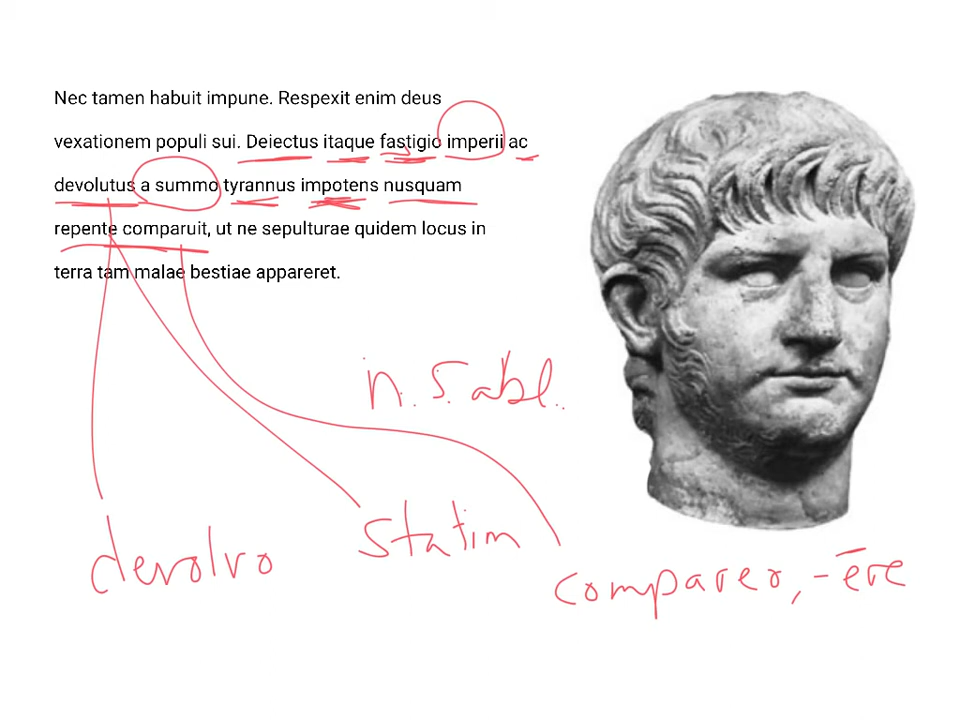 Nec tamen habuit impune. Respexit enim deus
vexationem populi sui. Deiectus itaque fastigio imperii ac
devolutus a summo tyrannus impotens nusquam
repente comparuit, ut ne sepulturae quidem locus in
terra tam malae bestiae appareret.
n. s. abl.
statim
devolvo
compareo, -ēre